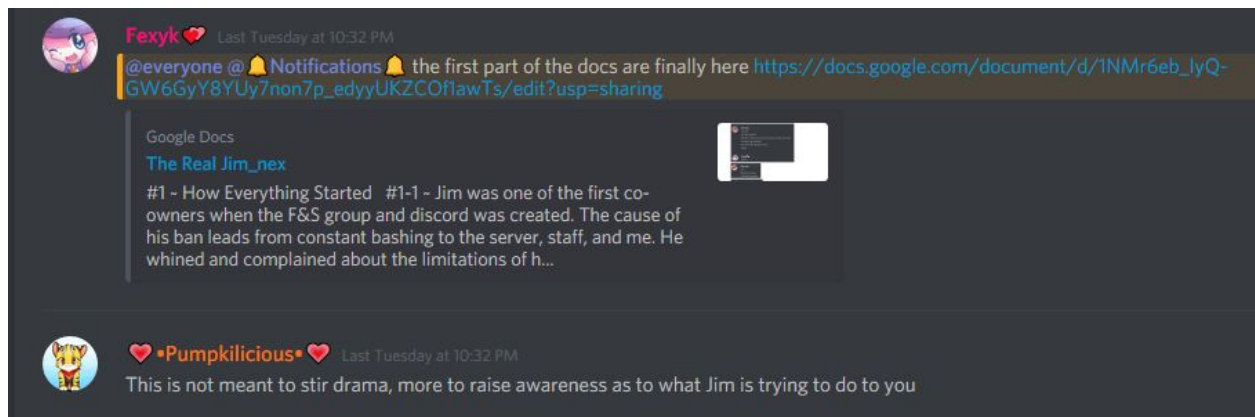 Fexyk💕 Last Tuesday at 10:32 PM
@everyone @🔔Notifications🔔 the first part of the docs are finally here https://docs.google.com/document/d/1NMr6eb_IyQ-
GW6GyY8YUy7non7p_edyyUKZCOflawTs/edit?usp=sharing
Google Docs
The Real Jim_nex
#1 ~ How Everything Started #1-1 ~ Jim was one of the first co-
owners when the F&S group and discord was created. The cause of
his ban leads from constant bashing to the server, staff, and me. He
whined and complained about the limitations of h...
❤️•Pumpkilicious•❤️ Last Tuesday at 10:32 PM
This is not meant to stir drama, more to raise awareness as to what Jim is trying to do to you